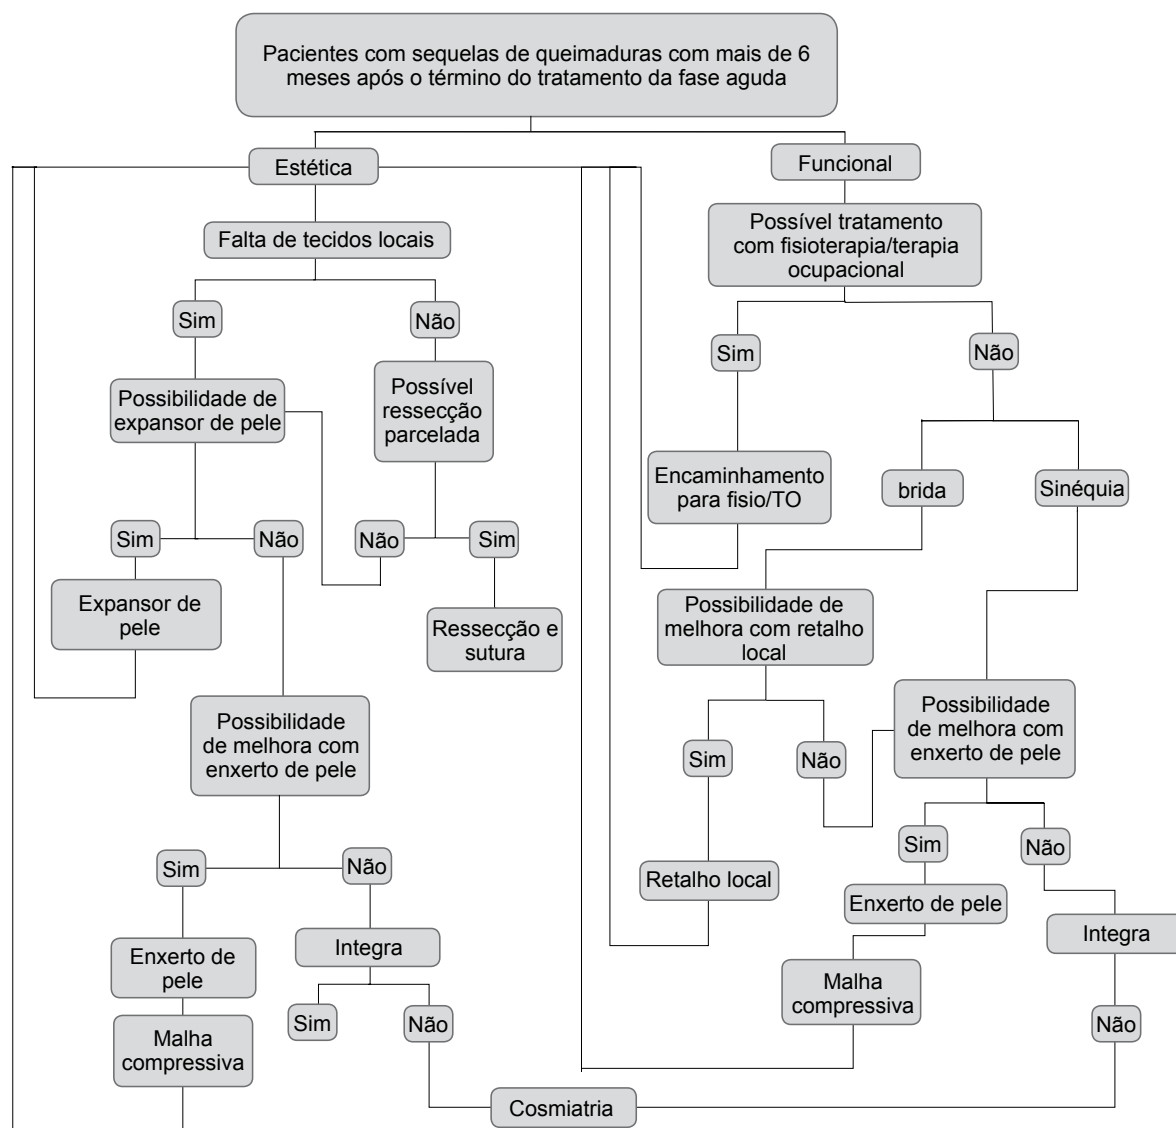 Pacientes com sequelas de queimaduras com mais de 6
meses após o término do tratamento da fase aguda
Estética
Funcional
Falta de tecidos locais
Possível tratamento
com fisioterapia/terapia
ocupacional
Sim
Não
Sim
Não
Possibilidade de
expansor de pele
Possível
ressecção
parcelada
Encaminhamento
para fisio/TO
brida
Sinéquia
Sim
Não
Não
Sim
Expansor de
pele
Ressecção e
sutura
Possibilidade de
melhora com retalho
local
Possibilidade
de melhora com
enxerto de pele
Possibilidade
de melhora com
enxerto de pele
Sim
Não
Sim
Não
Sim
Não
Retalho local
Enxerto de pele
Integra
Enxerto de
pele
Integra
Malha
compressiva
Sim
Não
Não
Malha
compressiva
Cosmiatria